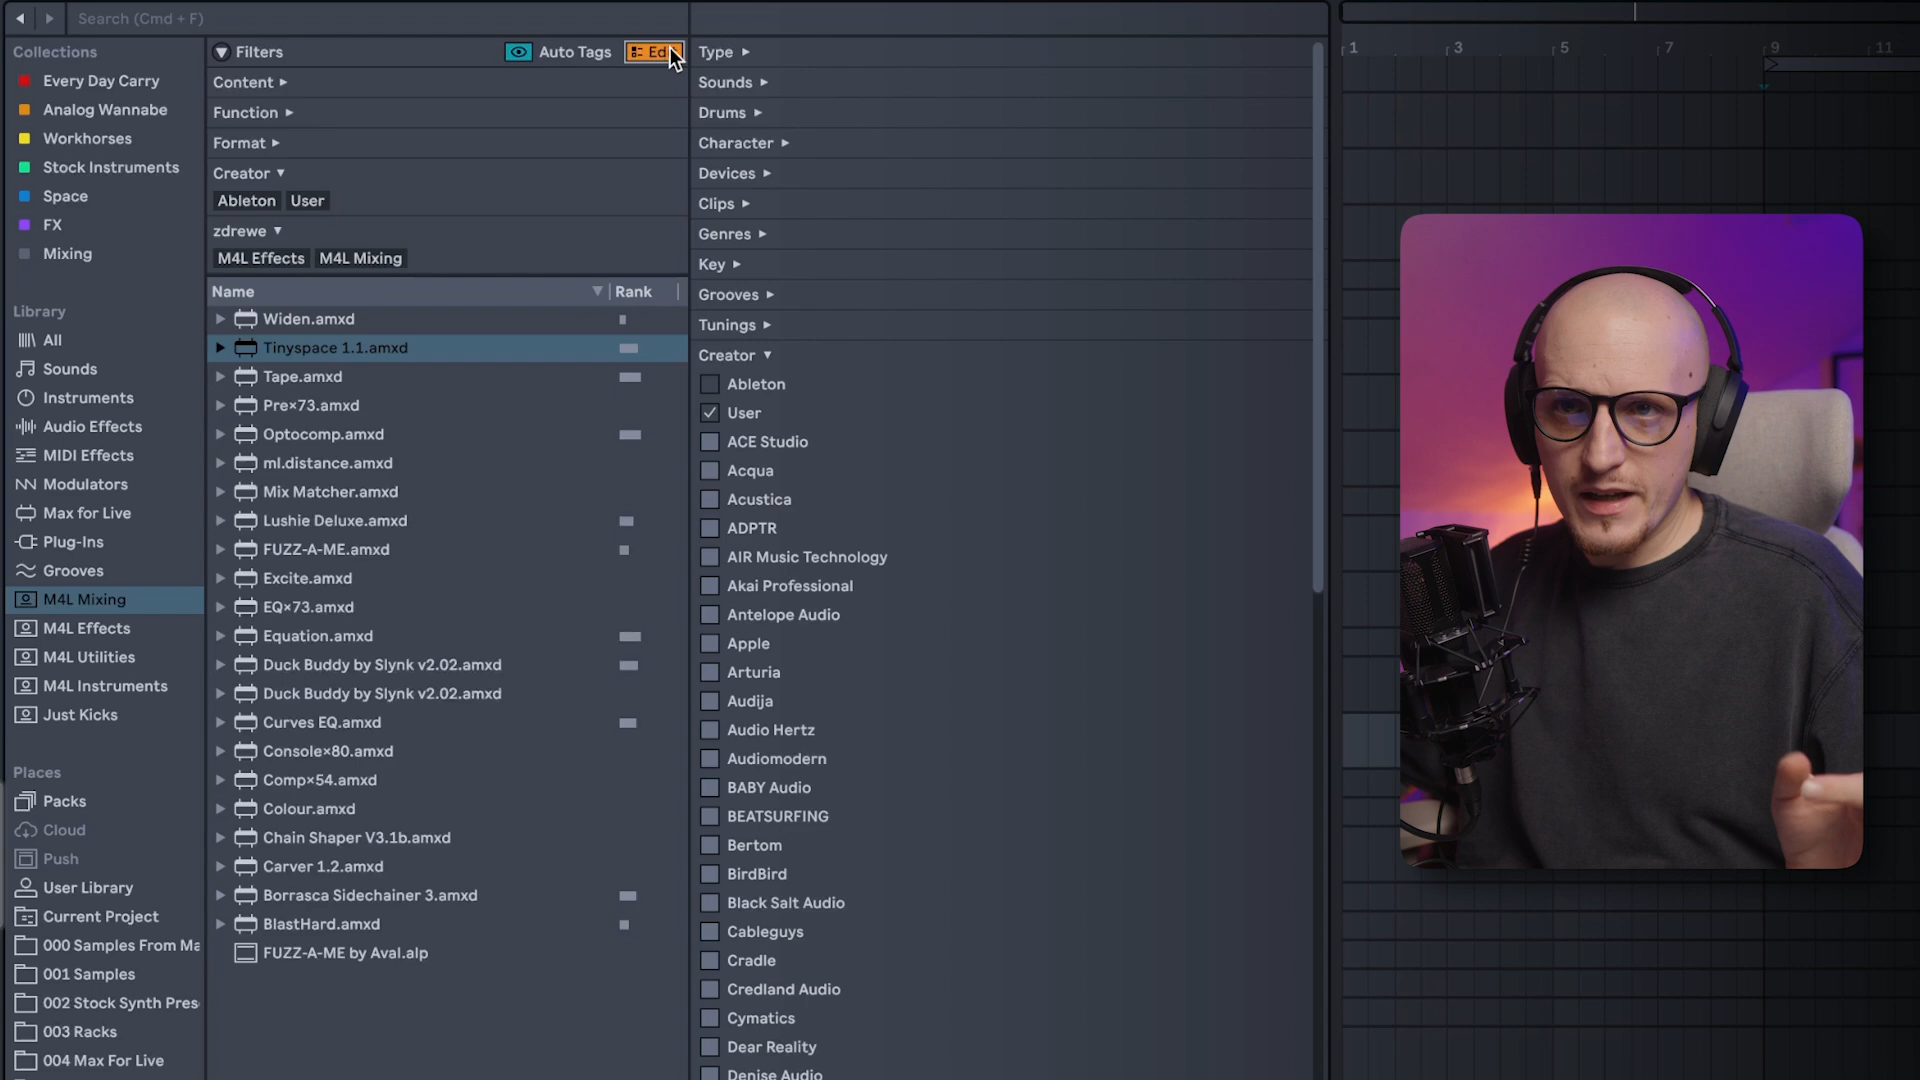 Search (Cmd + F)
Collections
Every Day Carry
Analog Wannabe
Workhorses
Stock Instruments
Space
FX
Mixing
Library
All
Sounds
Instruments
Audio Effects
MIDI Effects
Modulators
Max for Live
Plug-Ins
Grooves
M4L Mixing
M4L Effects
M4L Utilities
M4L Instruments
Just Kicks
Places
Packs
Cloud
Push
User Library
Current Project
000 Samples From Ma
001 Samples
002 Stock Synth Pres
003 Racks
004 Max For Live
Filters Auto Tags
Content
Function
Format
Creator
Ableton User
zdrewe
M4L Effects M4L Mixing
Name Rank
Widen.amxd
Tinyspace 1.1.amxd
Tape.amxd
Pre×73.amxd
Optocomp.amxd
ml.distance.amxd
Mix Matcher.amxd
Lushie Deluxe.amxd
FUZZ-A-ME.amxd
Excite.amxd
EQ×73.amxd
Equation.amxd
Duck Buddy by Slynk v2.02.amxd
Duck Buddy by Slynk v2.02.amxd
Curves EQ.amxd
Console×80.amxd
Comp×54.amxd
Colour.amxd
Chain Shaper V3.1b.amxd
Carver 1.2.amxd
Borrasca Sidechainer 3.amxd
BlastHard.amxd
FUZZ-A-ME by Aval.alp
Type
Sounds
Drums
Character
Devices
Clips
Genres
Key
Grooves
Tunings
Creator
Ableton
User
ACE Studio
Acqua
Acustica
ADPTR
AIR Music Technology
Akai Professional
Antelope Audio
Apple
Arturia
Audija
Audio Hertz
Audiomodern
BABY Audio
BEATSURFING
Bertom
BirdBird
Black Salt Audio
Cableguys
Cradle
Credland Audio
Cymatics
Dear Reality
Denise Audio
1 3 5 7 9 11